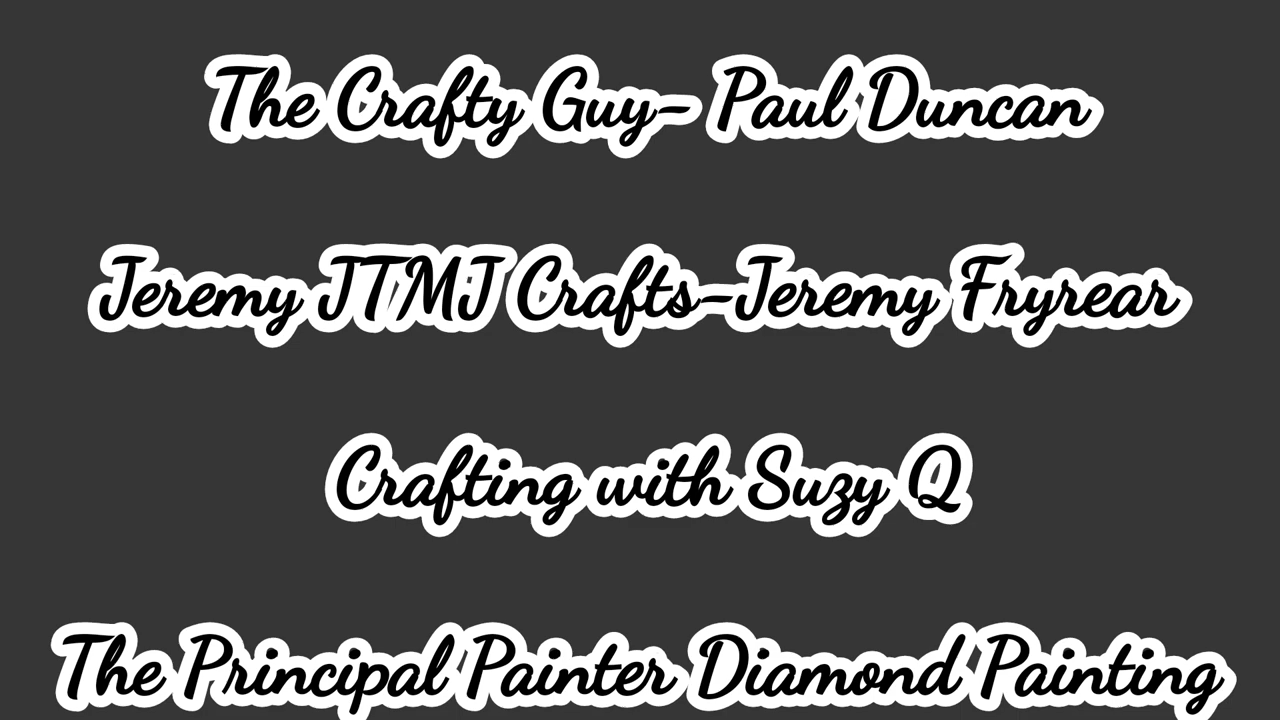 The Crafty Guy- Paul Duncan
Jeremy JTMJ Crafts-Jeremy Fryrear
Crafting with Suzy Q
The Principal Painter Diamond Painting